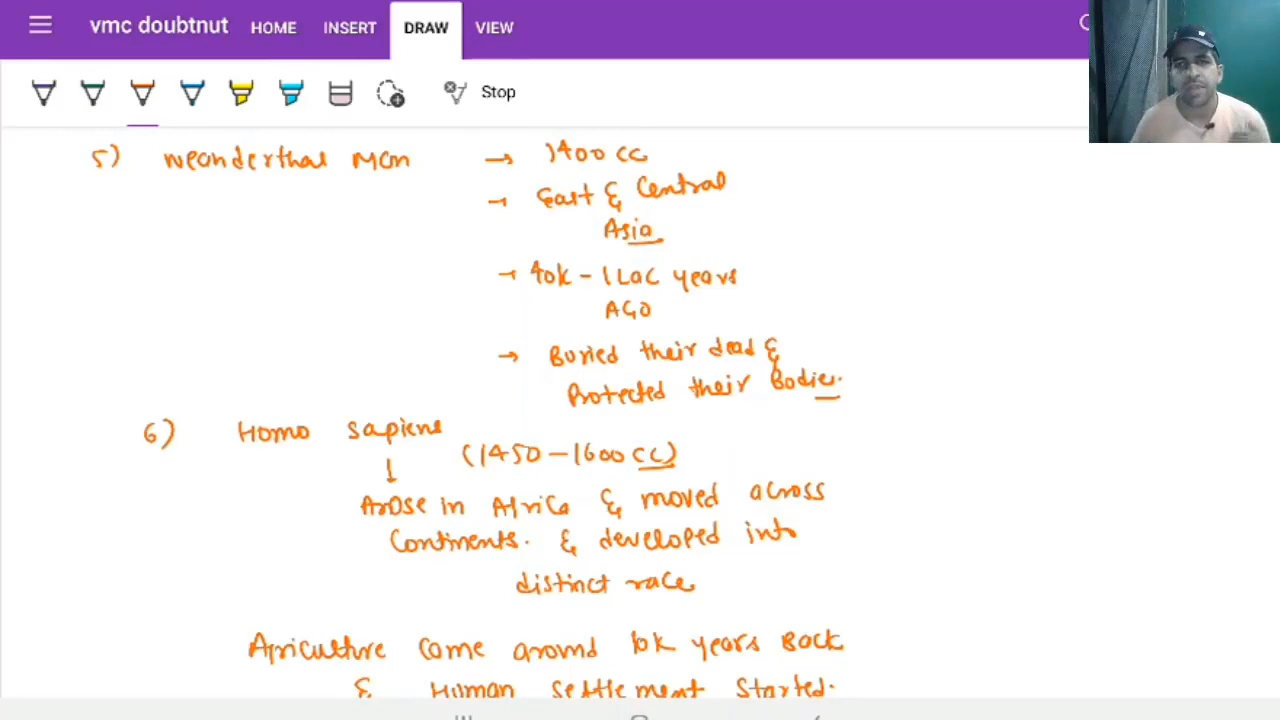 vmc doubtnut HOME INSERT DRAW VIEW
Stop
5) Neanderthal Man → 1400 cc
→ East & Central
Asia
→ 40k - 1 Lac years
AGO
→ Buried their dead &
Protected their Bodies.
6) Homo sapiens
(1450 - 1600 cc)
↓
Arose in Africa & moved across
Continents. & developed into
distinct race
Agriculture came around 10k years Back
& Human Settlement Started.